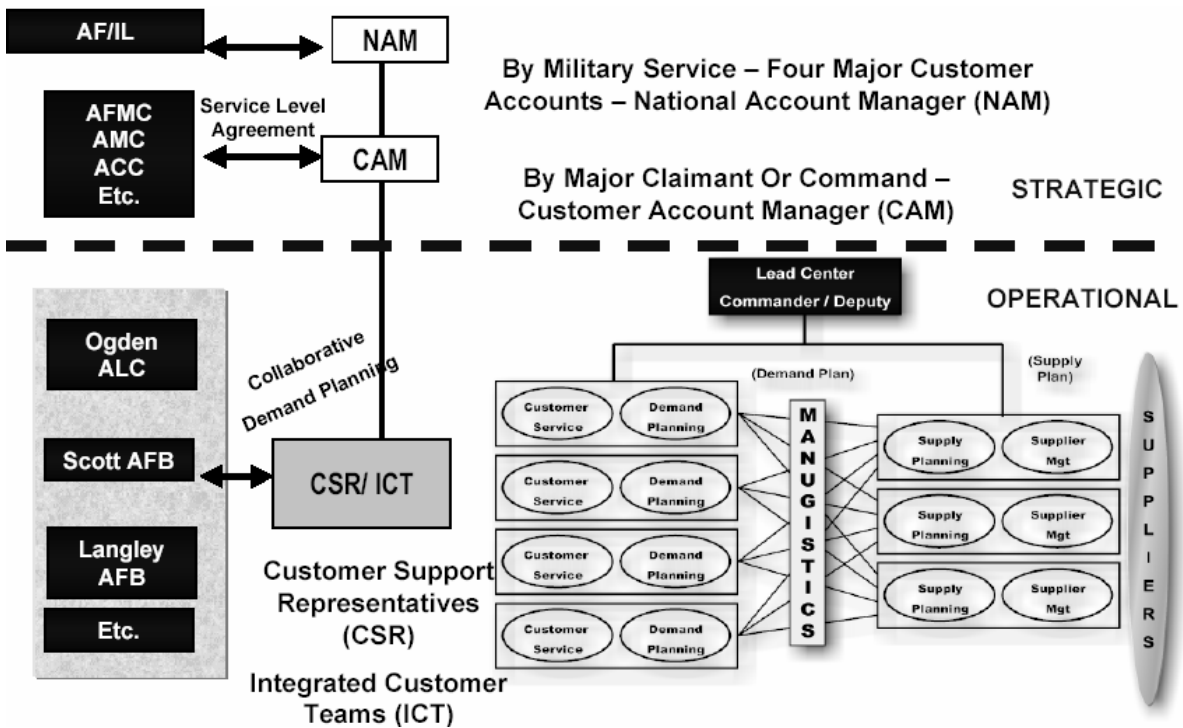 AF/IL
NAM
By Military Service – Four Major Customer
Accounts – National Account Manager (NAM)
AFMC
AMC
ACC
Etc.
Service Level
Agreement
CAM
By Major Claimant Or Command –
Customer Account Manager (CAM)
STRATEGIC
Lead Center
Commander / Deputy
OPERATIONAL
Ogden
ALC
Scott AFB
Langley
AFB
Etc.
Collaborative
Demand Planning
CSR/ ICT
Customer Support
Representatives
(CSR)
Integrated Customer
Teams (ICT)
(Demand Plan)
(Supply
Plan)
Customer
Service
Demand
Planning
Customer
Service
Demand
Planning
Customer
Service
Demand
Planning
Customer
Service
Demand
Planning
MANUGISTICS
Supply
Planning
Supplier
Mgt
Supply
Planning
Supplier
Mgt
Supply
Planning
Supplier
Mgt
SUPPLIERS